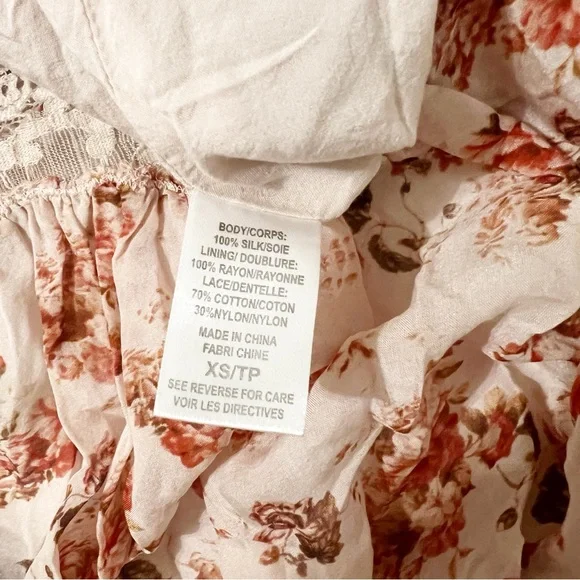 BODY/CORPS:
100% SILK/SOIE
LINING/ DOUBLURE:
100% RAYON/RAYONNE
LACE/DENTELLE:
70% COTTON/COTON
30%NYLON/NYLON
MADE IN CHINA
FABRI CHINE
XS/TP
SEE REVERSE FOR CARE
VOIR LES DIRECTIVES